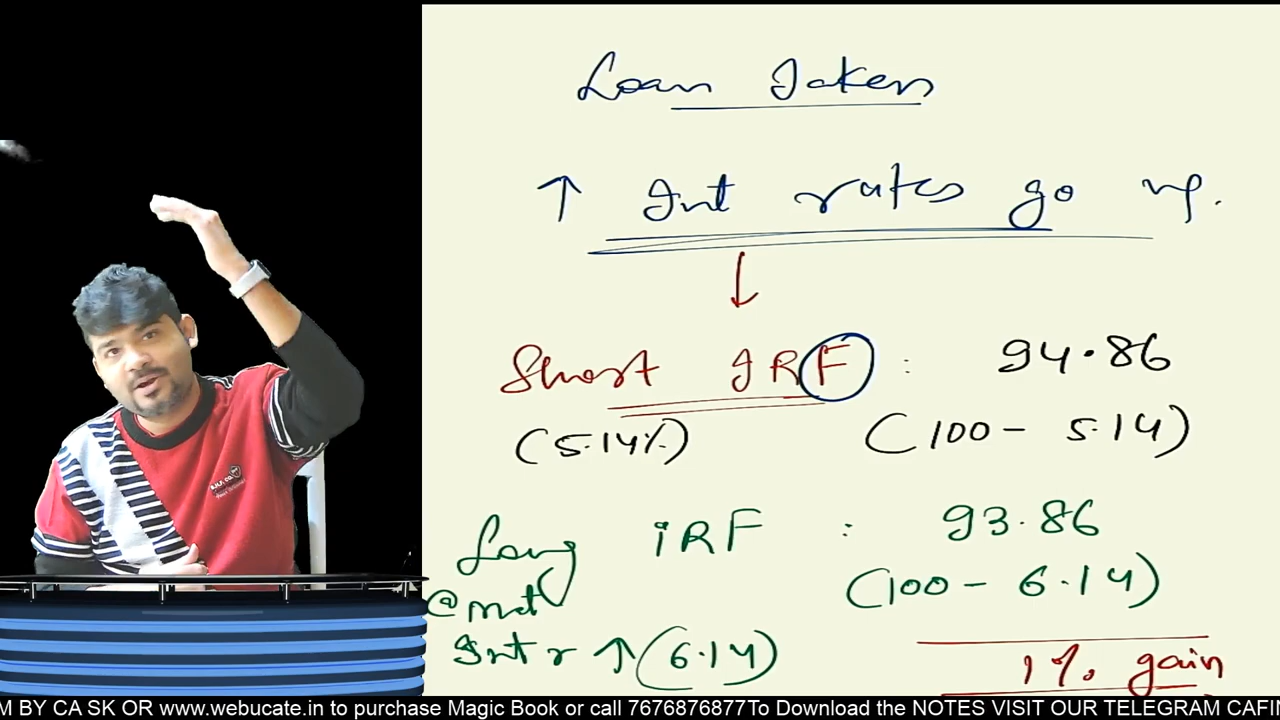 Loan Taken
↑ Int rates go up.
↓
Short IRF : 94.86
(5.14%) (100 - 5.14)
Long IRF : 93.86
@ mat (100 - 6.14)
Int r ↑ (6.14)
1% gain
M BY CA SK OR www.webucate.in to purchase Magic Book or call 7676876877To Download the NOTES VISIT OUR TELEGRAM CAFIN